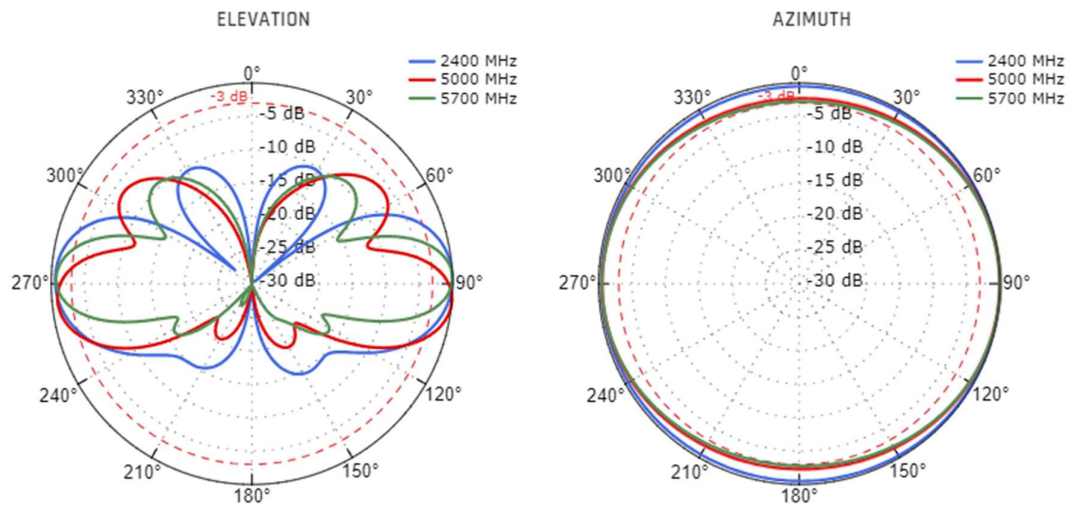 ELEVATION
2400 MHz
5000 MHz
5700 MHz
0°
330°
30°
-3 dB
-5 dB
-10 dB
300°
-15 dB
60°
-20 dB
-25 dB
270°
-30 dB
90°
240°
120°
210°
150°
180°
AZIMUTH
2400 MHz
5000 MHz
5700 MHz
0°
330°
30°
-3 dB
-5 dB
-10 dB
300°
-15 dB
60°
-20 dB
-25 dB
270°
-30 dB
90°
240°
120°
210°
150°
180°